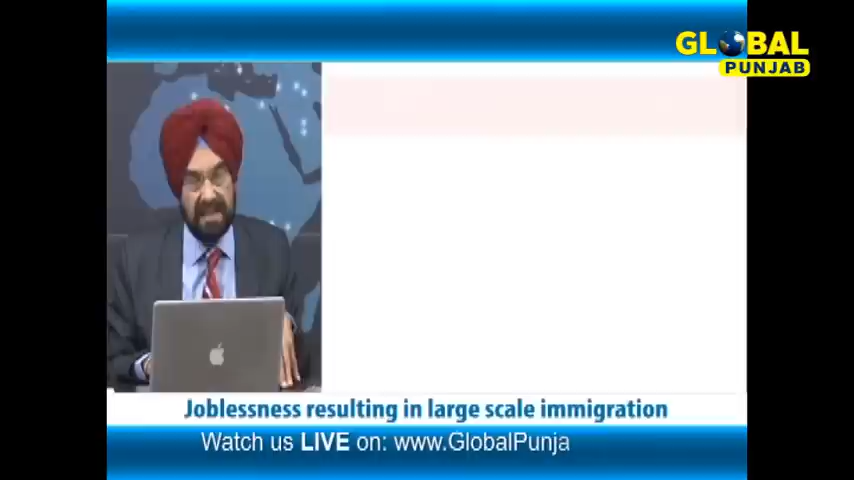 GLOBAL
PUNJAB
Joblessness resulting in large scale immigration
Watch us LIVE on: www.GlobalPunja